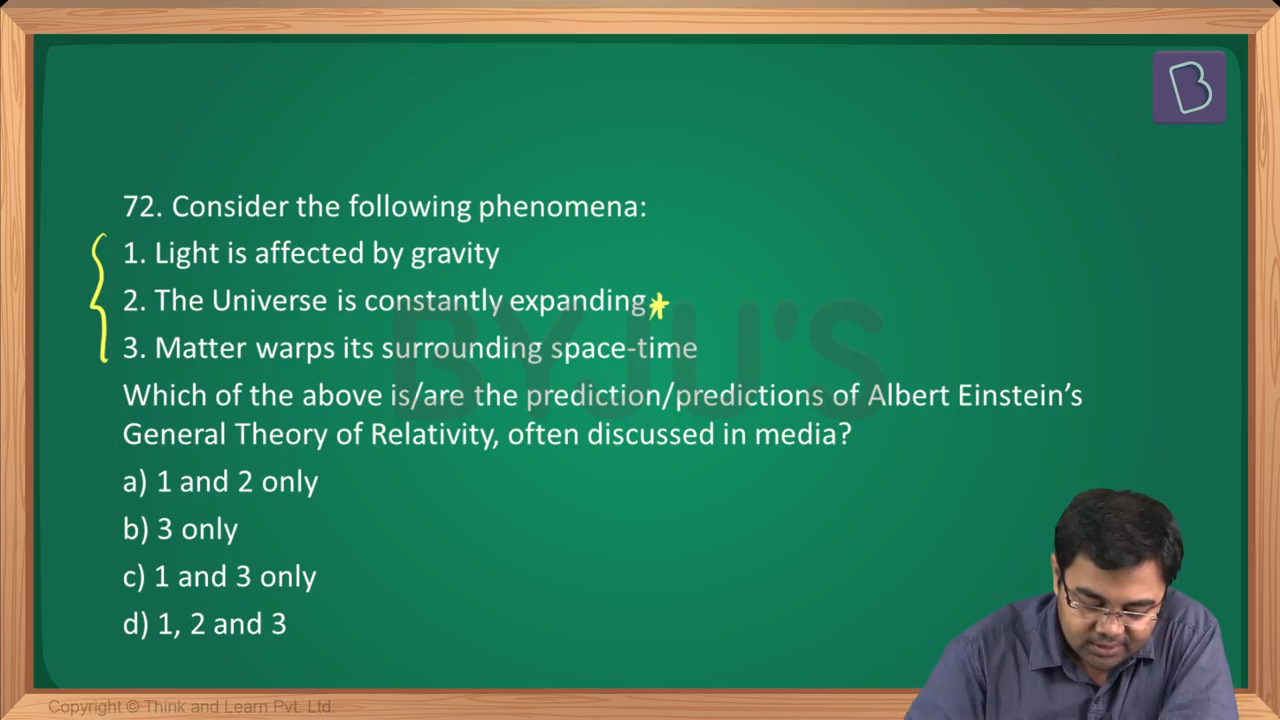 B
72. Consider the following phenomena:
1. Light is affected by gravity
2. The Universe is constantly expanding
3. Matter warps its surrounding space-time
BYJU'S
Which of the above is/are the prediction/predictions of Albert Einstein’s
General Theory of Relativity, often discussed in media?
a) 1 and 2 only
b) 3 only
c) 1 and 3 only
d) 1, 2 and 3
Copyright © Think and Learn Pvt. Ltd.